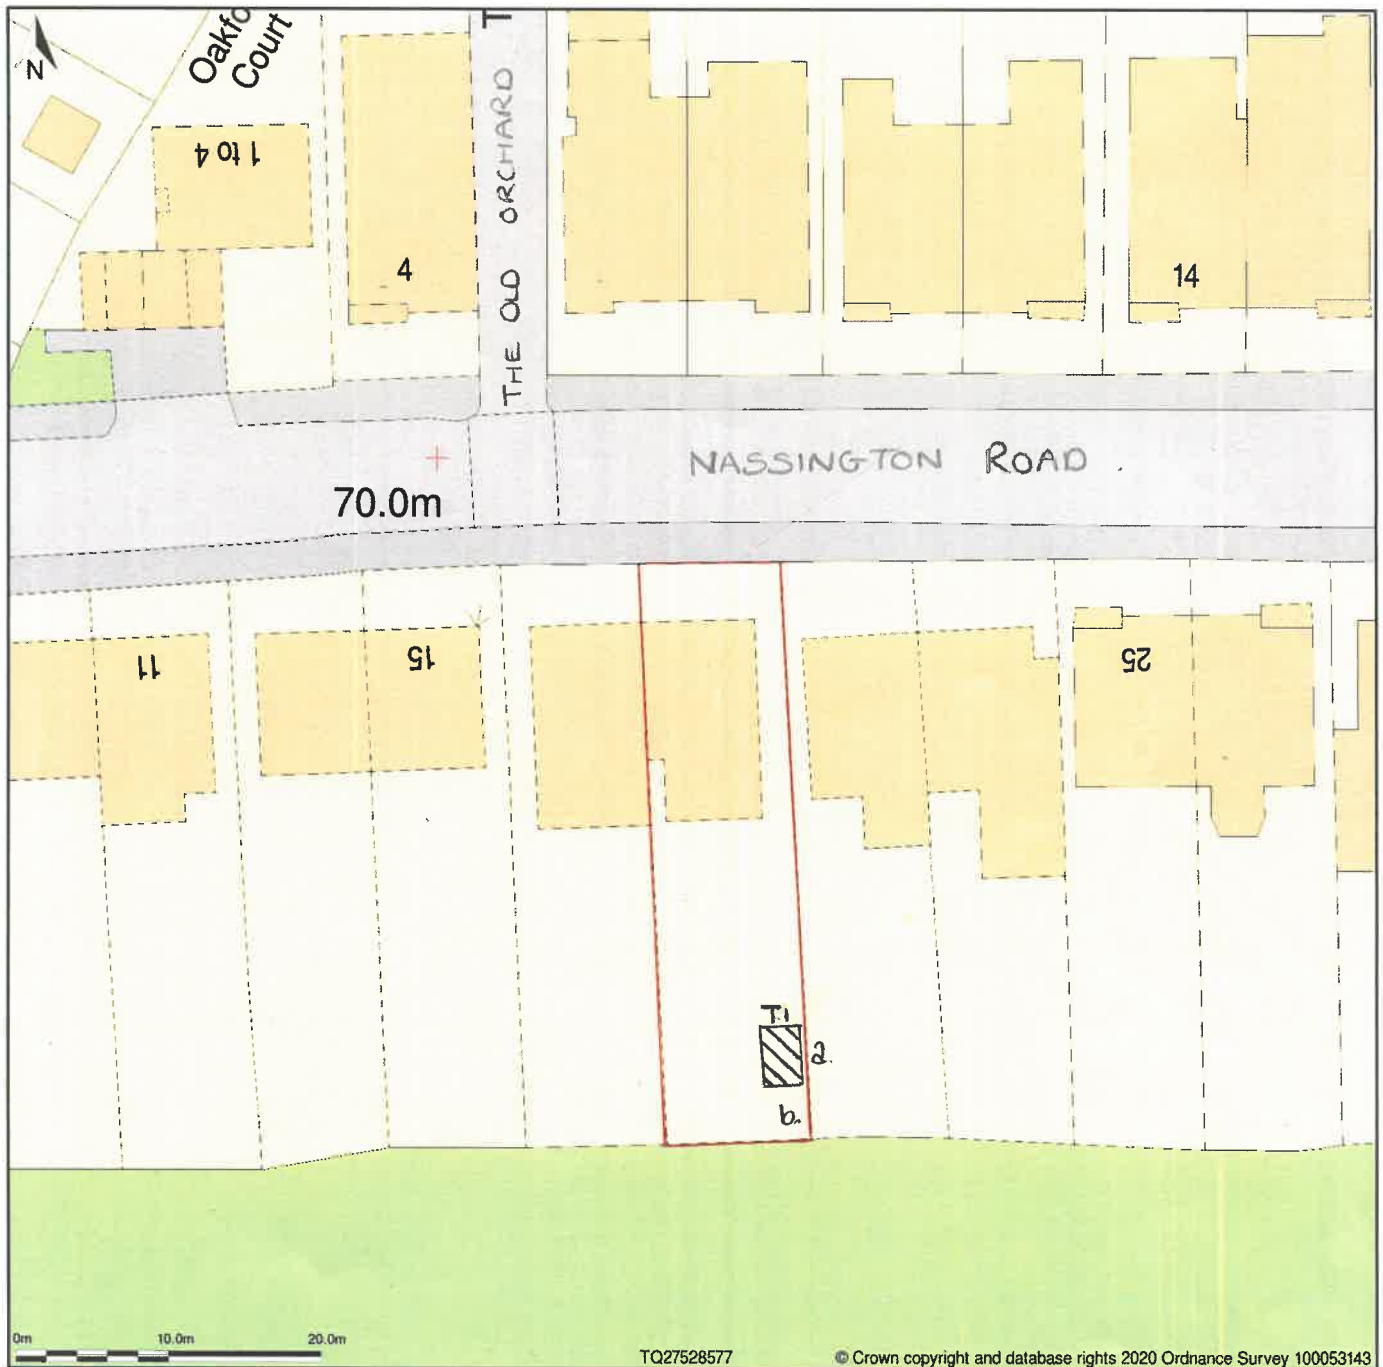 Oakfo
Court
N
T
THE OLD ORCHARD
1 to 4
4
14
NASSINGTON ROAD .
70.0m
11
15
25
T1
a.
b.
0m 10.0m 20.0m
TQ27528577
© Crown copyright and database rights 2020 Ordnance Survey 100053143